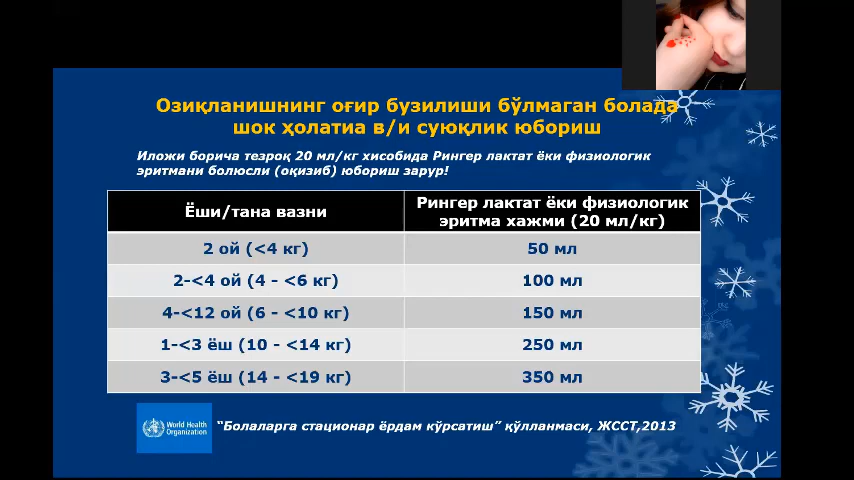 Озиқланишнинг оғир бузилиши бўлмаган болада
шок ҳолатиа в/и суюқлик юбориш
Иложи борича тезроқ 20 мл/кг хисобида Рингер лактат ёки физиологик
эритмани болюсли (оқизиб) юбориш зарур!
Ёши/тана вазни
Рингер лактат ёки физиологик
эритма хажми (20 мл/кг)
2 ой (<4 кг)
50 мл
2-<4 ой (4 - <6 кг)
100 мл
4-<12 ой (6 - <10 кг)
150 мл
1-<3 ёш (10 - <14 кг)
250 мл
3-<5 ёш (14 - <19 кг)
350 мл
World Health
Organization
“Болаларга стационар ёрдам кўрсатиш” қўлланмаси, ЖССТ,2013